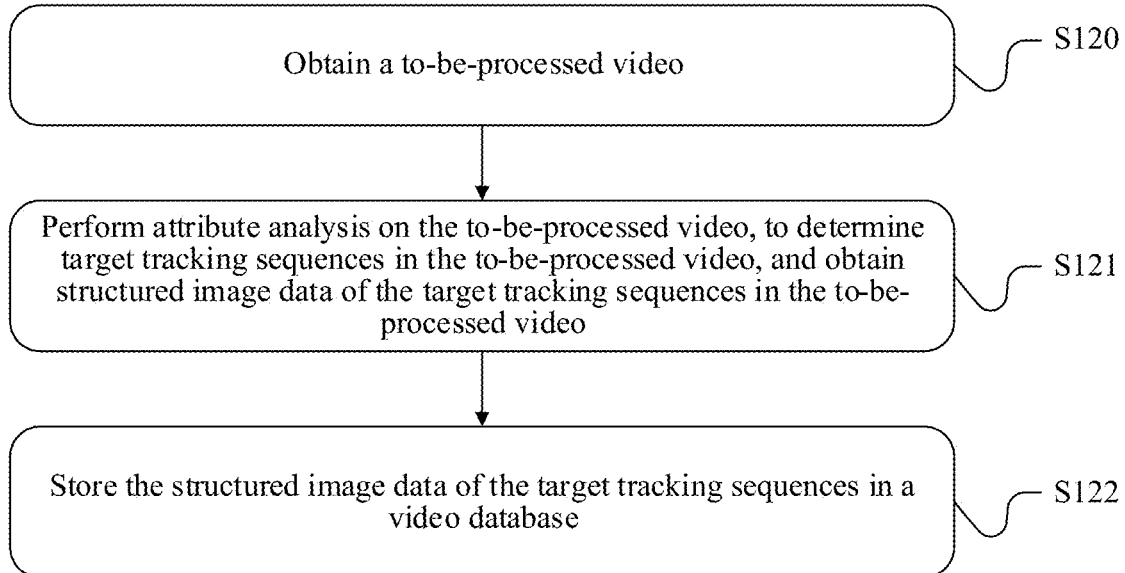 Obtain a to-be-processed video
S120
Perform attribute analysis on the to-be-processed video, to determine
target tracking sequences in the to-be-processed video, and obtain
structured image data of the target tracking sequences in the to-be-
processed video
S121
Store the structured image data of the target tracking sequences in a
video database
S122